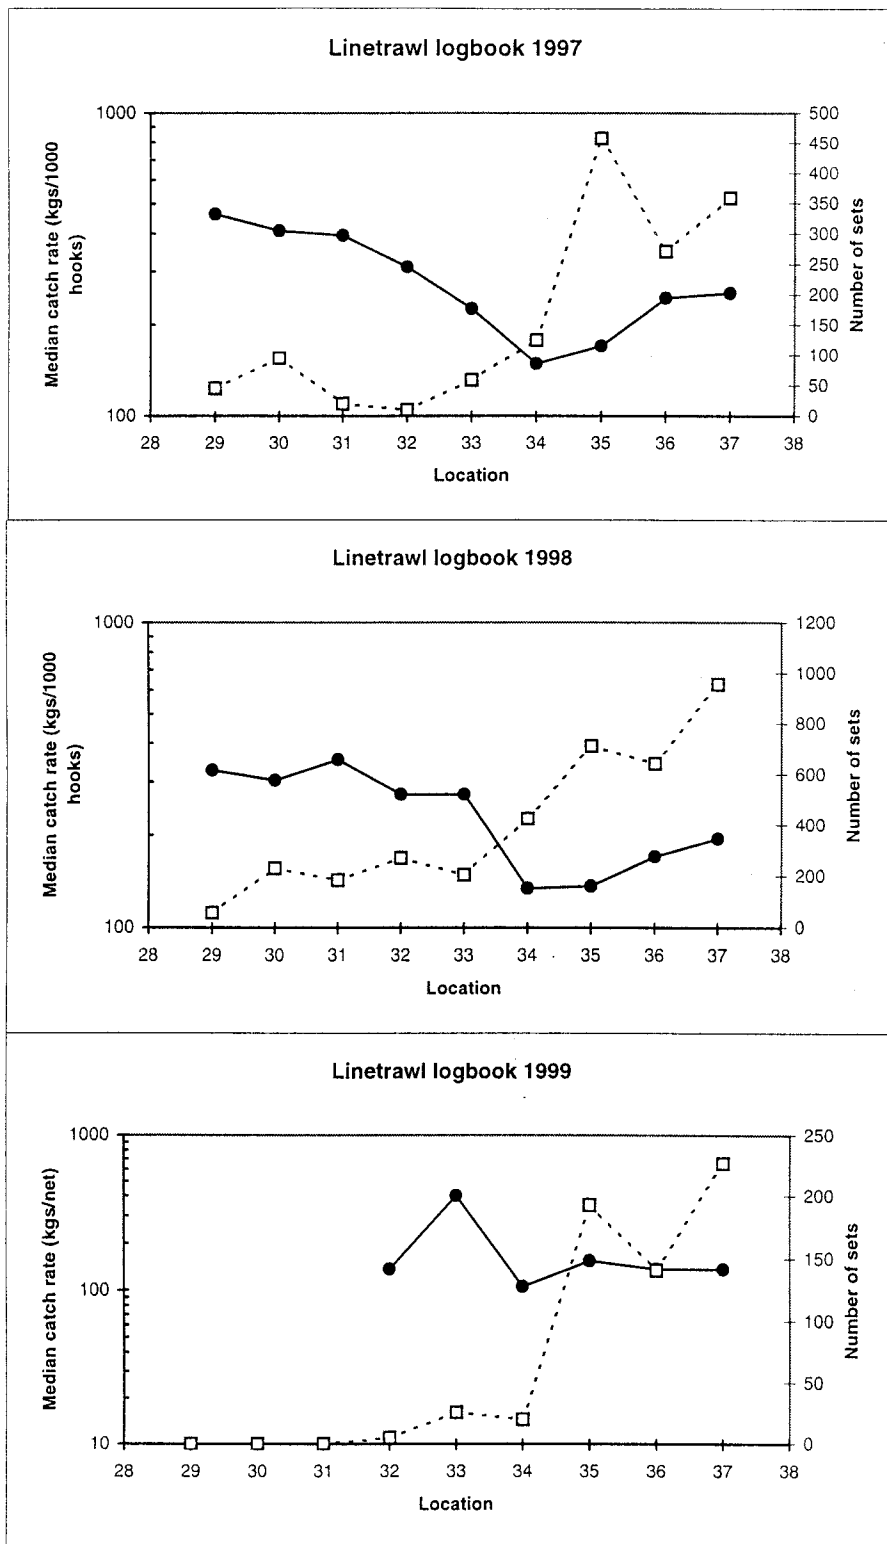 Linetrawl logbook 1997
Median catch rate (kgs/1000
hooks)
1000
100
500
450
400
350
300
250
200
150
100
50
0
Number of sets
28 29 30 31 32 33 34 35 36 37 38
Location
Linetrawl logbook 1998
Median catch rate (kgs/1000
hooks)
1000
100
1200
1000
800
600
400
200
0
Number of sets
28 29 30 31 32 33 34 35 36 37 38
Location
Linetrawl logbook 1999
Median catch rate (kgs/net)
1000
100
10
250
200
150
100
50
0
Number of sets
28 29 30 31 32 33 34 35 36 37 38
Location